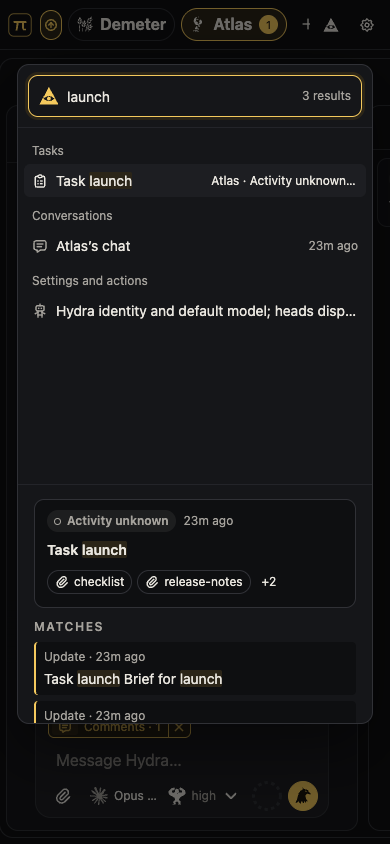 π Demeter Atlas 1
launch 3 results
Tasks
Task launch Atlas · Activity unknown...
Conversations
Atlas's chat 23m ago
Settings and actions
Hydra identity and default model; heads disp...
Activity unknown 23m ago
Task launch
checklist release-notes +2
MATCHES
Update · 23m ago
Task launch Brief for launch
Update · 23m ago
Comments · 1
Message Hydra...
Opus ... high